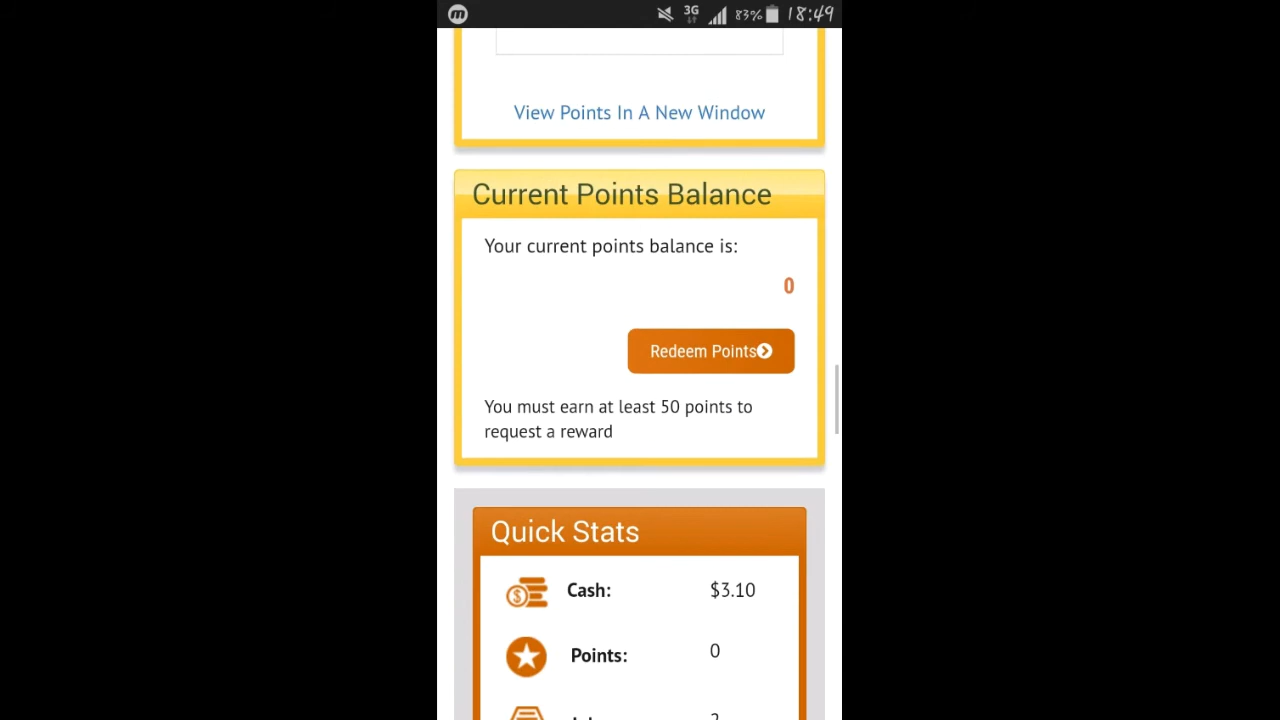 3G 83% 18:49
View Points In A New Window
Current Points Balance
Your current points balance is:
0
Redeem Points
You must earn at least 50 points to
request a reward
Quick Stats
Cash: $3.10
Points: 0